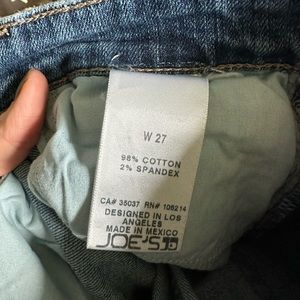 W 27
98% COTTON
2% SPANDEX
CA# 35037 RN# 106214
DESIGNED IN LOS
ANGELES
MADE IN MEXICO
JOE'S